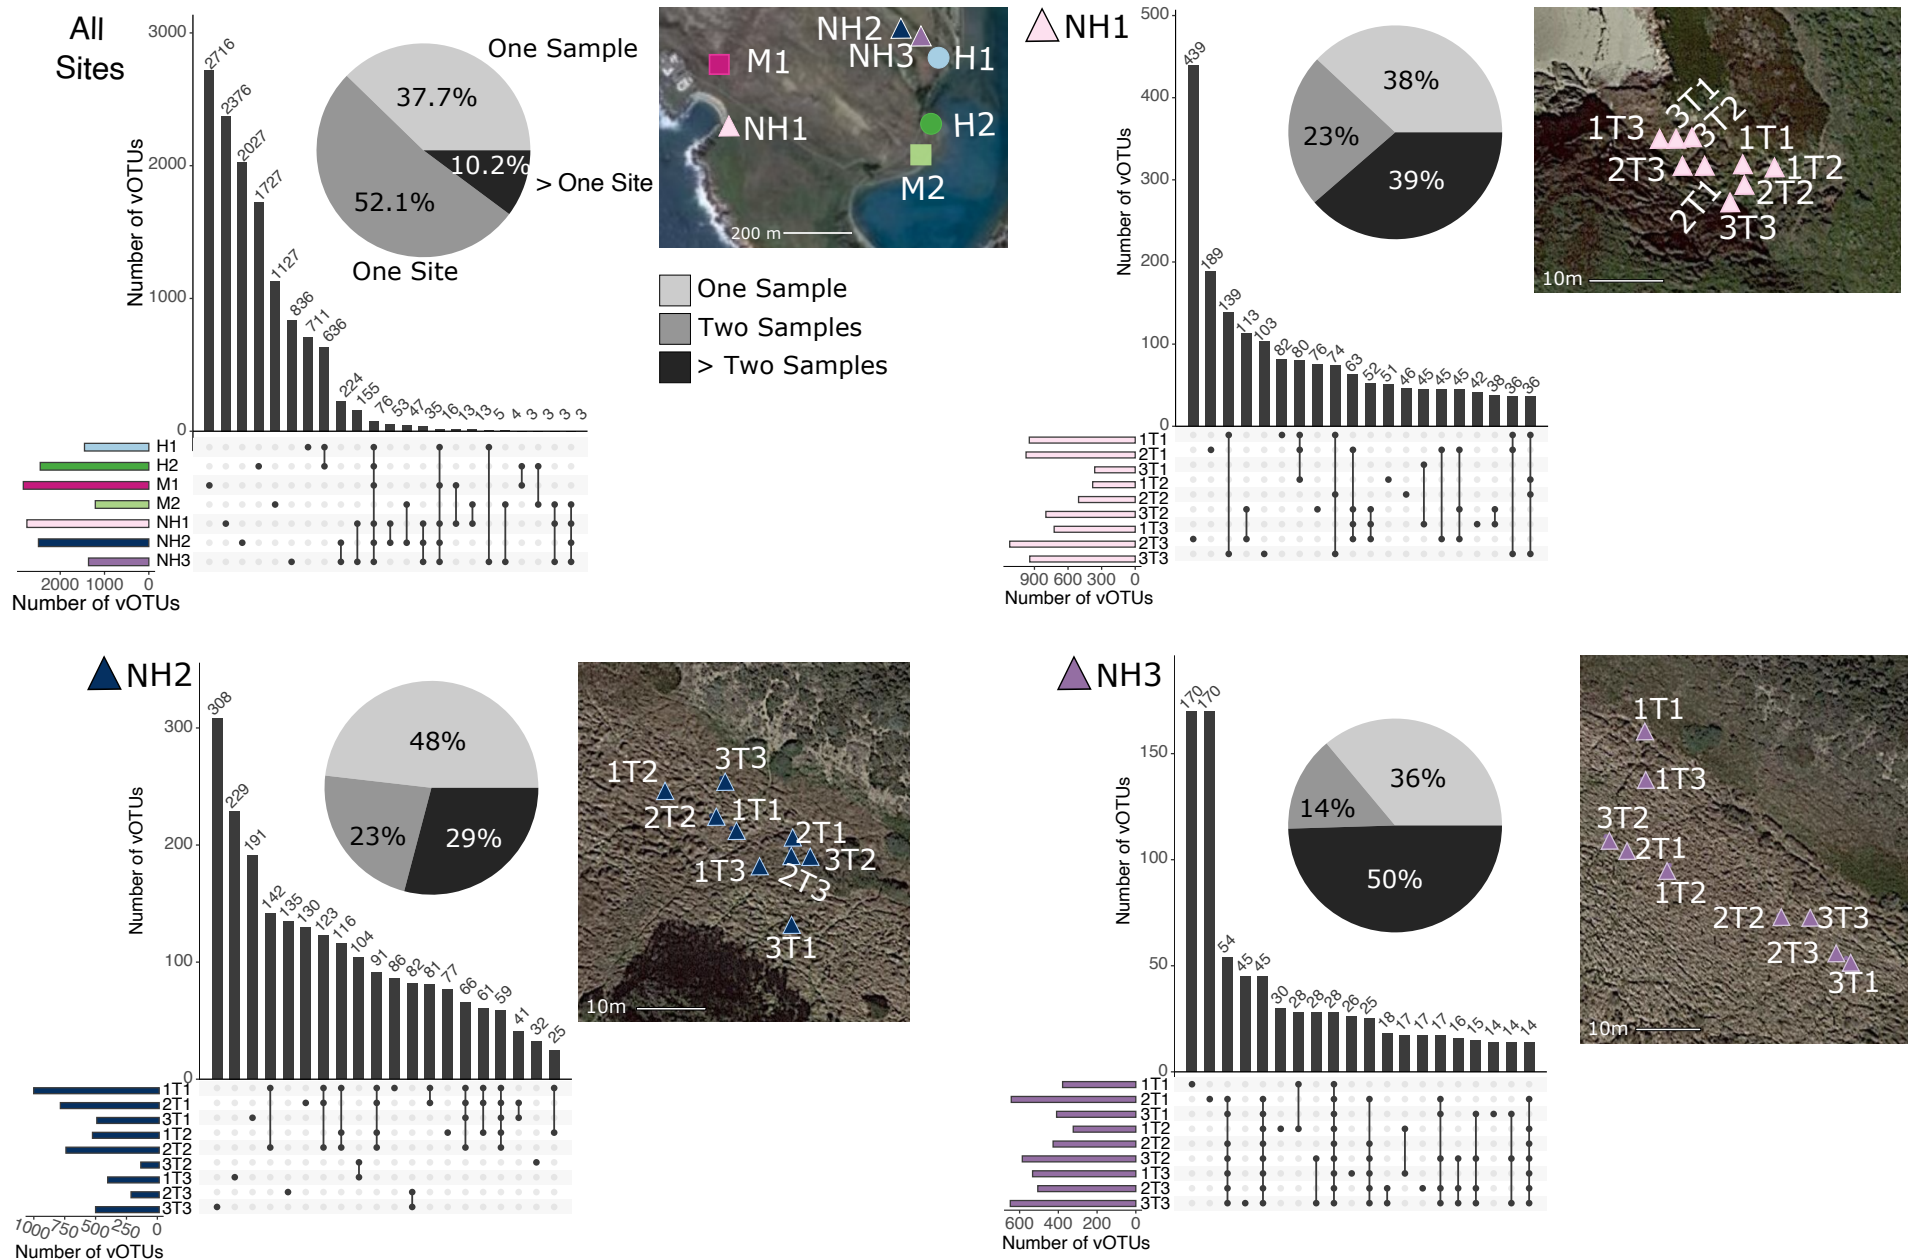 All
Sites
Number of vOTUs
3000
2000
1000
0
2716
2376
2027
1727
1127
836
711
636
224
155
76
53
47
35
16
13
13
5
4
3
3
3
3
One Sample
37.7%
10.2%
> One Site
52.1%
One Site
H1
H2
M1
M2
NH1
NH2
NH3
2000 1000 0
Number of vOTUs
NH2
NH3
H1
M1
NH1
H2
M2
200 m
One Sample
Two Samples
> Two Samples
NH1
Number of vOTUs
500
400
300
200
100
0
439
189
139
113
103
82
80
76
74
63
52
51
46
45
45
45
42
38
36
36
38%
23%
39%
1T1
2T1
3T1
1T2
2T2
3T2
1T3
2T3
3T3
900 600 300 0
Number of vOTUs
1T3
3T1
3T2
1T1
2T3
2T1
1T2
2T2
3T3
10m
NH2
Number of vOTUs
300
200
100
0
308
229
191
142
135
130
123
116
104
91
86
82
81
77
66
61
59
41
32
25
48%
23%
29%
1T1
2T1
3T1
1T2
2T2
3T2
1T3
2T3
3T3
1000 750 500 250 0
Number of vOTUs
3T3
1T2
2T2
1T1
2T1
1T3
3T2
2T3
3T1
10m
NH3
Number of vOTUs
150
100
50
0
170
170
54
45
45
30
28
28
28
26
25
18
17
17
17
16
15
14
14
14
36%
14%
50%
1T1
2T1
3T1
1T2
2T2
3T2
1T3
2T3
3T3
600 400 200 0
Number of vOTUs
1T1
1T3
3T2
2T1
1T2
2T2
3T3
2T3
3T1
10m